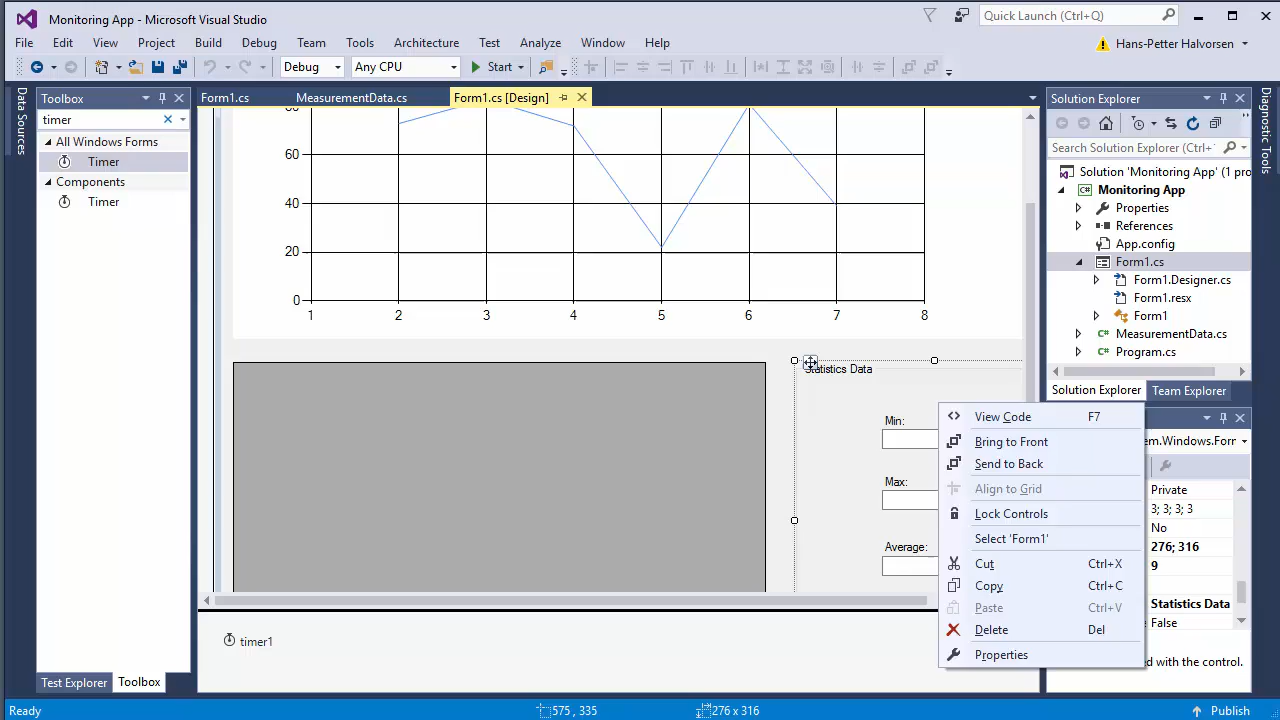 Monitoring App - Microsoft Visual Studio
Quick Launch (Ctrl+Q)
File Edit View Project Build Debug Team Tools Architecture Test Analyze Window Help
Hans-Petter Halvorsen
Debug Any CPU Start
Data Sources
Toolbox
timer
All Windows Forms
Timer
Components
Timer
Test Explorer Toolbox
Form1.cs MeasurementData.cs Form1.cs [Design]
60
40
20
0
1 2 3 4 5 6 7 8
Statistics Data
Min:
Max:
Average:
timer1
View Code F7
Bring to Front
Send to Back
Align to Grid
Lock Controls
Select 'Form1'
Cut Ctrl+X
Copy Ctrl+C
Paste Ctrl+V
Delete Del
Properties
Solution Explorer
Search Solution Explorer (Ctrl+
Solution 'Monitoring App' (1 pro
Monitoring App
Properties
References
App.config
Form1.cs
Form1.Designer.cs
Form1.resx
Form1
MeasurementData.cs
Program.cs
Solution Explorer Team Explorer
Diagnostic Tools
em.Windows.Forr
Private
3; 3; 3; 3
No
276; 316
9
Statistics Data
False
ed with the control.
Ready 575 , 335 276 x 316 Publish